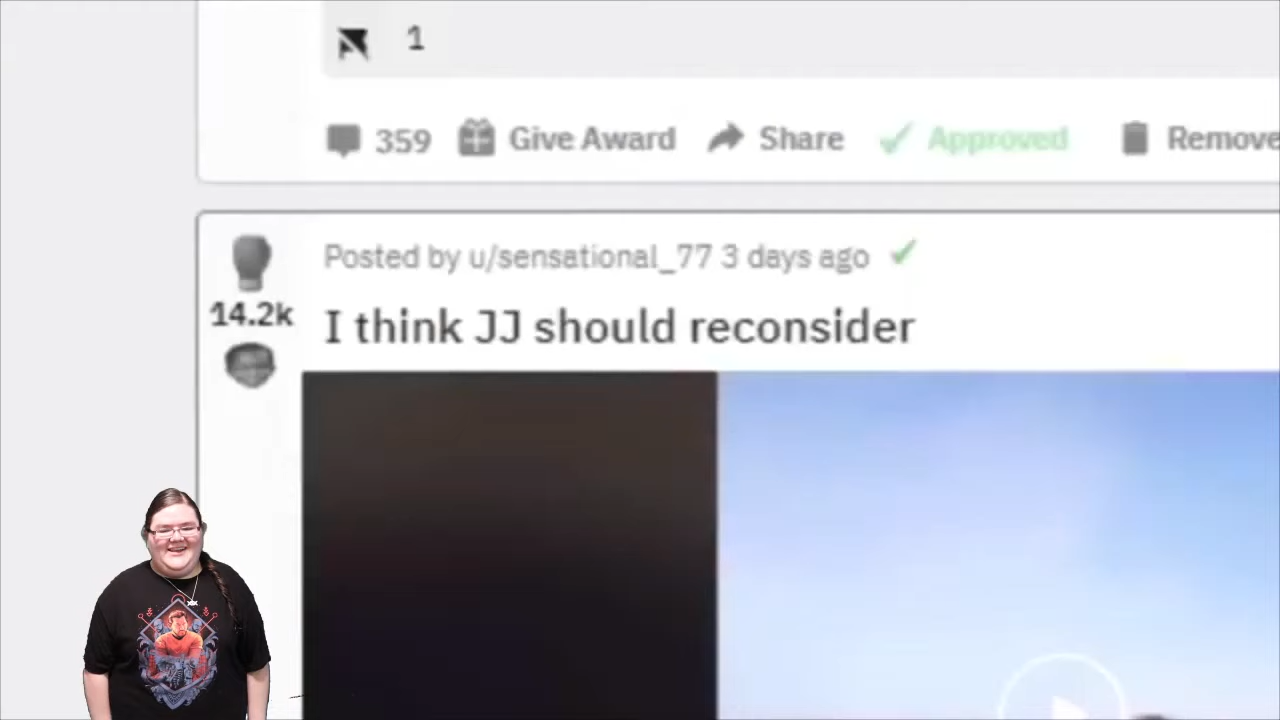 1
359 Give Award Share Approved Remove
Posted by u/sensational_77 3 days ago
14.2k
I think JJ should reconsider